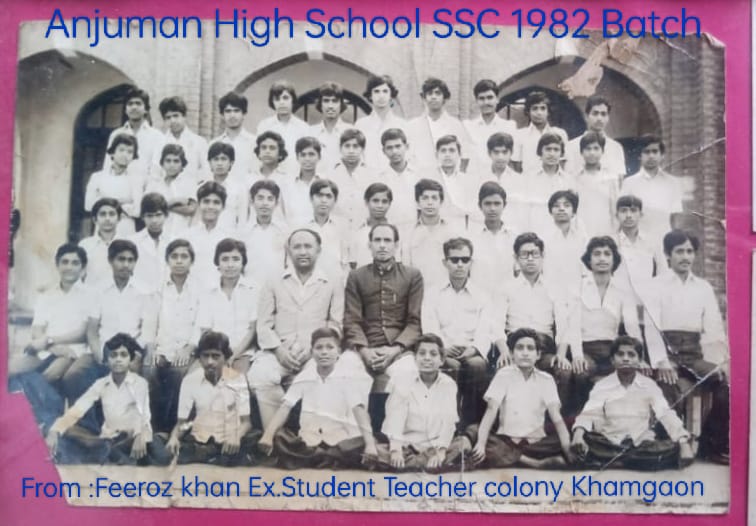 Anjuman High School SSC 1982 Batch
From :Feeroz khan Ex.Student Teacher colony Khamgaon